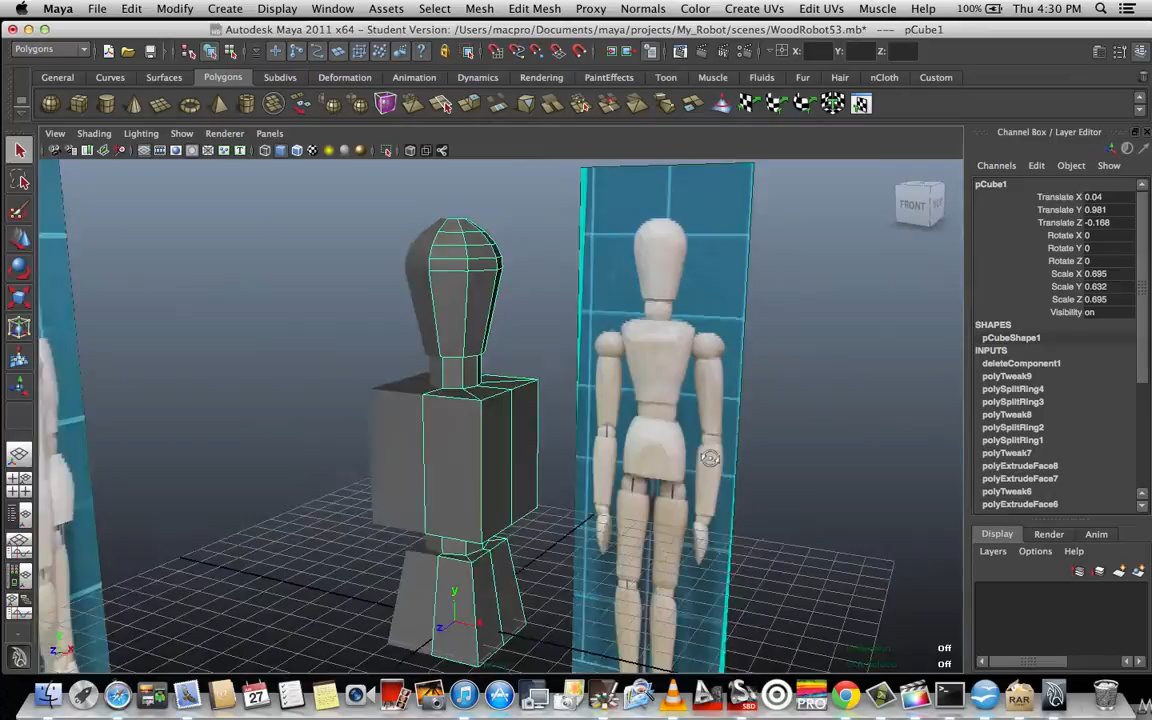 Maya File Edit Modify Create Display Window Assets Select Mesh Edit Mesh Proxy Normals Color Create UVs Edit UVs Muscle Help 100% Thu 4:30 PM
Autodesk Maya 2011 x64 - Student Version: /Users/macpro/Documents/maya/projects/My_Robot/scenes/WoodRobot53.mb* --- pCube1
Polygons X: Y: Z:
General Curves Surfaces Polygons Subdivs Deformation Animation Dynamics Rendering PaintEffects Toon Muscle Fluids Fur Hair nCloth Custom
View Shading Lighting Show Renderer Panels
Channel Box / Layer Editor
Channels Edit Object Show
pCube1
Translate X 0.04
Translate Y 0.981
Translate Z -0.168
Rotate X 0
Rotate Y 0
Rotate Z 0
Scale X 0.695
Scale Y 0.632
Scale Z 0.695
Visibility on
SHAPES
pCubeShape1
INPUTS
deleteComponent1
polyTweak9
polySplitRing4
polySplitRing3
polyTweak8
polySplitRing2
polySplitRing1
polyTweak7
polyExtrudeFace8
polyExtrudeFace7
polyTweak6
polyExtrudeFace6
FRONT
Display Render Anim
Layers Options Help
y
z x
Off
Off
27
PRO
SBD
RAR